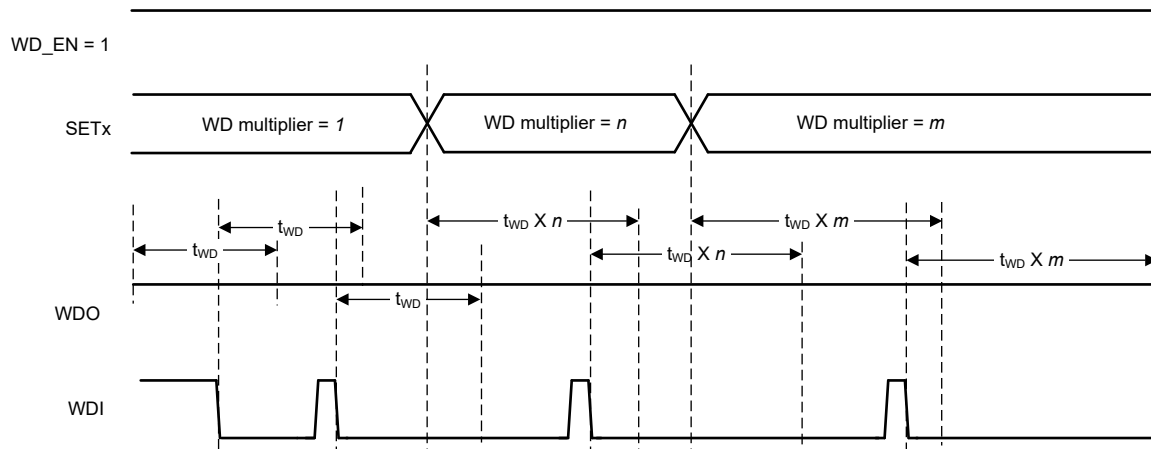 WD_EN = 1
SETx
WD multiplier = 1
WD multiplier = n
WD multiplier = m
tWD
tWD X n
tWD X m
tWD
tWD X n
tWD X m
WDO
tWD
WDI